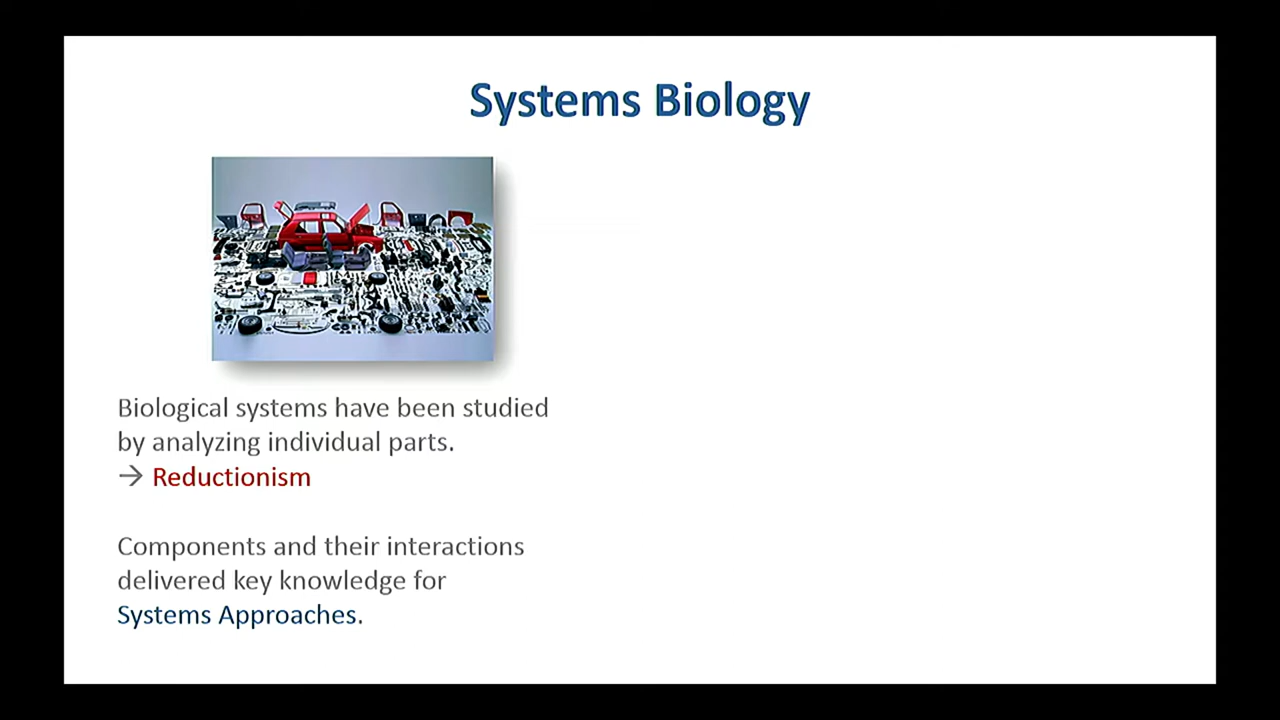 Systems Biology
Biological systems have been studied
by analyzing individual parts.
→ Reductionism
Components and their interactions
delivered key knowledge for
Systems Approaches.